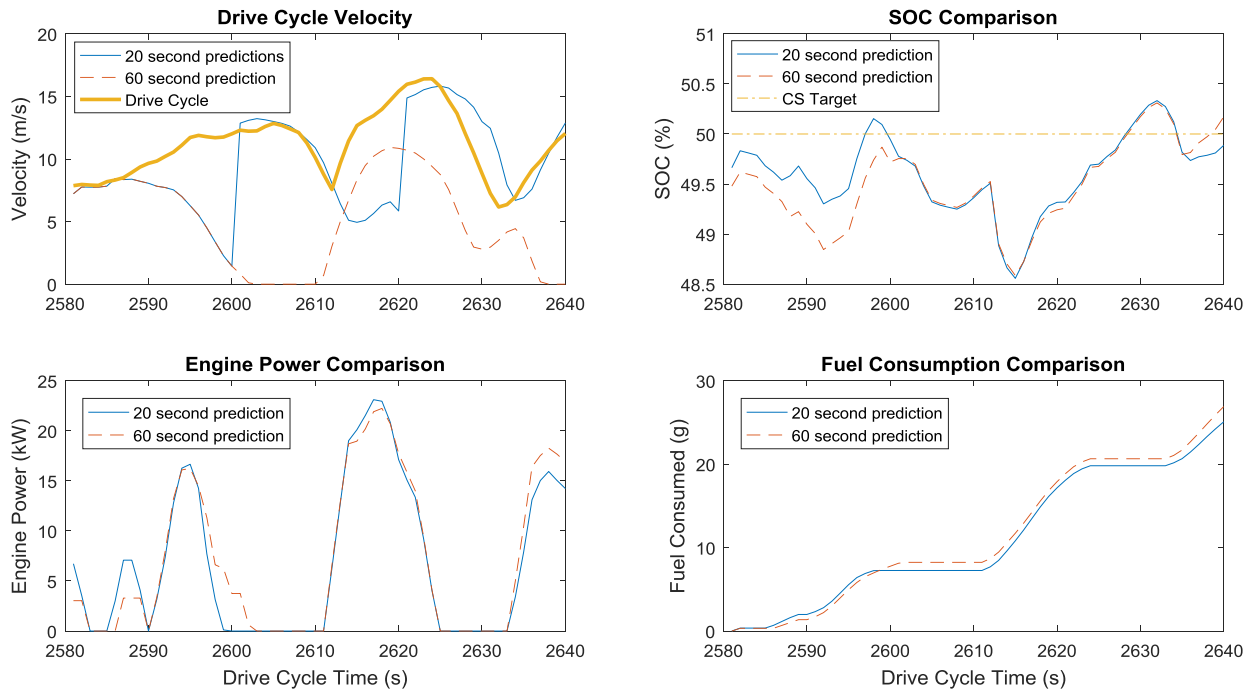 Drive Cycle Velocity
20
15
10
5
0
Velocity (m/s)
20 second predictions
60 second prediction
Drive Cycle
2580 2590 2600 2610 2620 2630 2640
SOC Comparison
51
50.5
50
49.5
49
48.5
SOC (%)
20 second prediction
60 second prediction
CS Target
2580 2590 2600 2610 2620 2630 2640
Engine Power Comparison
25
20
15
10
5
0
Engine Power (kW)
20 second prediction
60 second prediction
2580 2590 2600 2610 2620 2630 2640
Drive Cycle Time (s)
Fuel Consumption Comparison
30
20
10
0
Fuel Consumed (g)
20 second prediction
60 second prediction
2580 2590 2600 2610 2620 2630 2640
Drive Cycle Time (s)